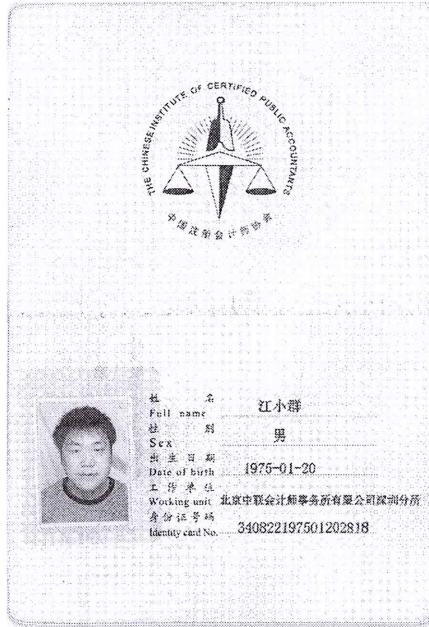 THE CHINESE INSTITUTE OF CERTIFIED PUBLIC ACCOUNTANTS
中国注册会计师协会
姓 名
Full name 江小群
性 别
Sex 男
出生日期
Date of birth 1975-01-20
工作单位
Working unit 北京中联会计师事务所有限公司深圳分所
身份证号码
Identity card No. 340822197501202818